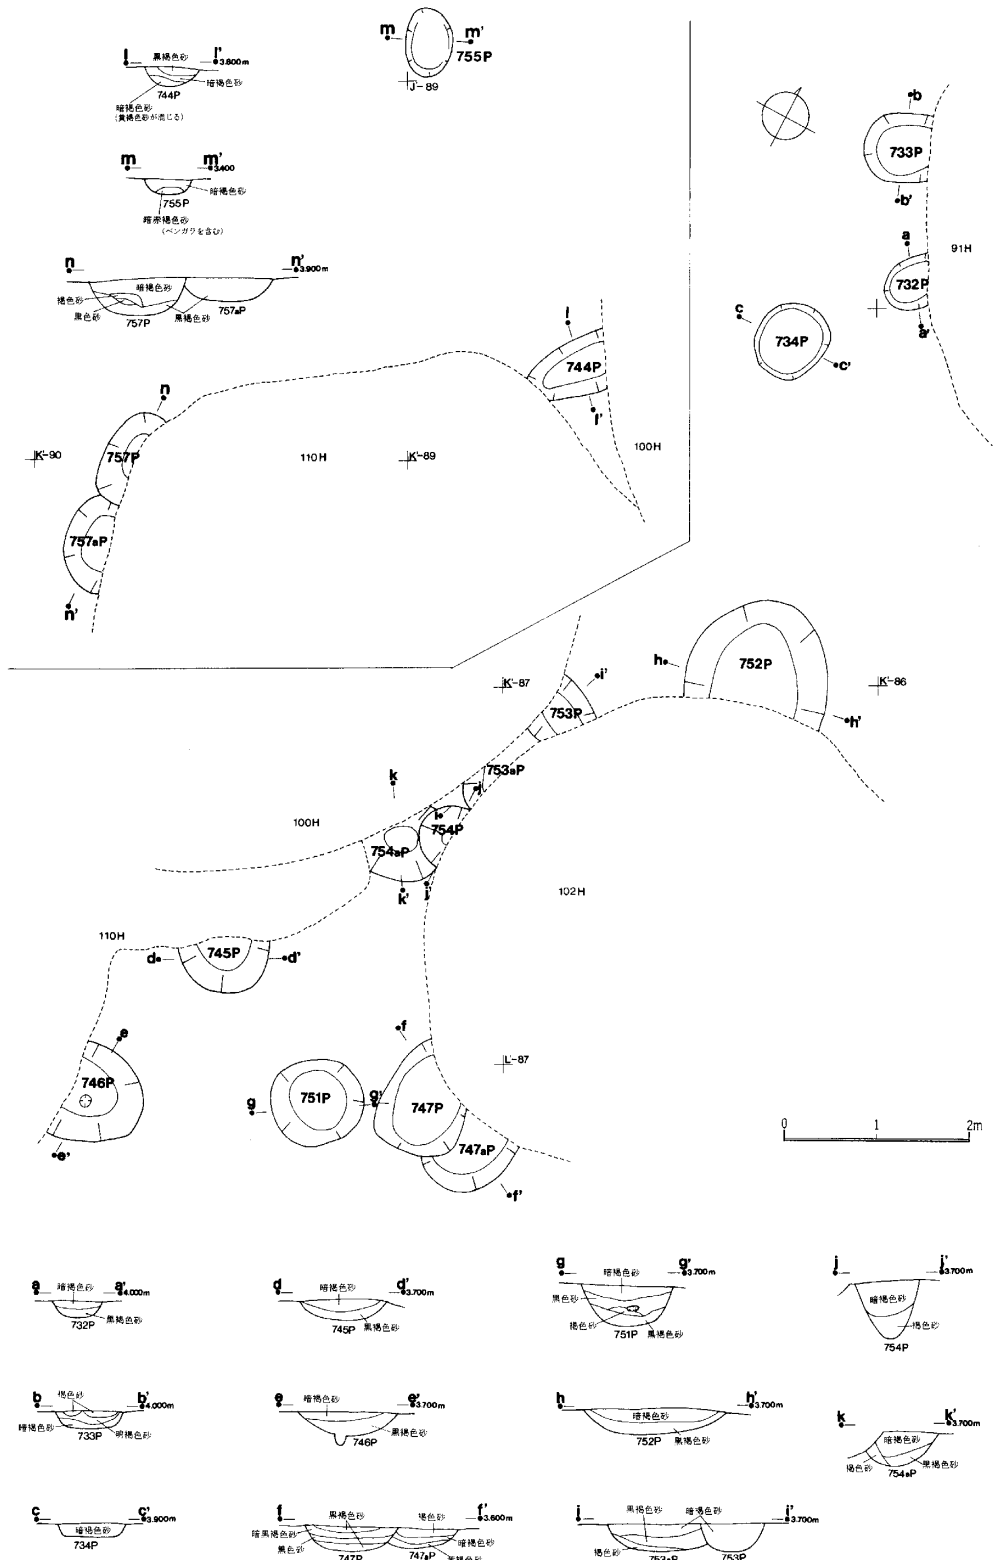 m
m'
755P
J'-89
l
l'
3.800m
黒褐色砂
暗褐色砂
744P
暗褐色砂
(黄褐色砂が混じる)
m
m'
3.400
暗褐色砂
755P
暗赤褐色砂
(ベンガラを含む)
n
n'
3.900m
暗褐色砂
褐色砂
黒色砂
757P
黒褐色砂
757aP
b
733P
b'
91H
a
732P
a'
c
734P
c'
l
744P
l'
100H
n
757P
K'-90
110H
K'-89
757aP
n'
h
752P
K'-86
h'
K'-87
i'
753P
753aP
j
k
i
754P
100H
754aP
k'
j'
102H
110H
d
745P
d'
e
746P
e'
f
L'-87
g
751P
g'
747P
747aP
f'
0 1 2m
a
暗褐色砂
a'
4.000m
732P
黒褐色砂
d
暗褐色砂
d'
3.700m
745P
黒褐色砂
g
g'
3.700m
暗褐色砂
黒色砂
褐色砂
751P
黒褐色砂
j
j'
3.700m
暗褐色砂
褐色砂
754P
b
褐色砂
b'
4.000m
暗褐色砂
733P
明褐色砂
e
暗褐色砂
e'
3.700m
746P
黒褐色砂
h
h'
3.700m
暗褐色砂
752P
黒褐色砂
k
k'
3.700m
暗褐色砂
褐色砂
754aP
黒褐色砂
c
c'
3.900m
暗褐色砂
734P
f
黒褐色砂
褐色砂
f'
3.600m
暗黒褐色砂
黒色砂
747P
747aP
暗褐色砂
黒褐色砂
i
黒褐色砂
暗褐色砂
i'
3.700m
褐色砂
753aP
753P